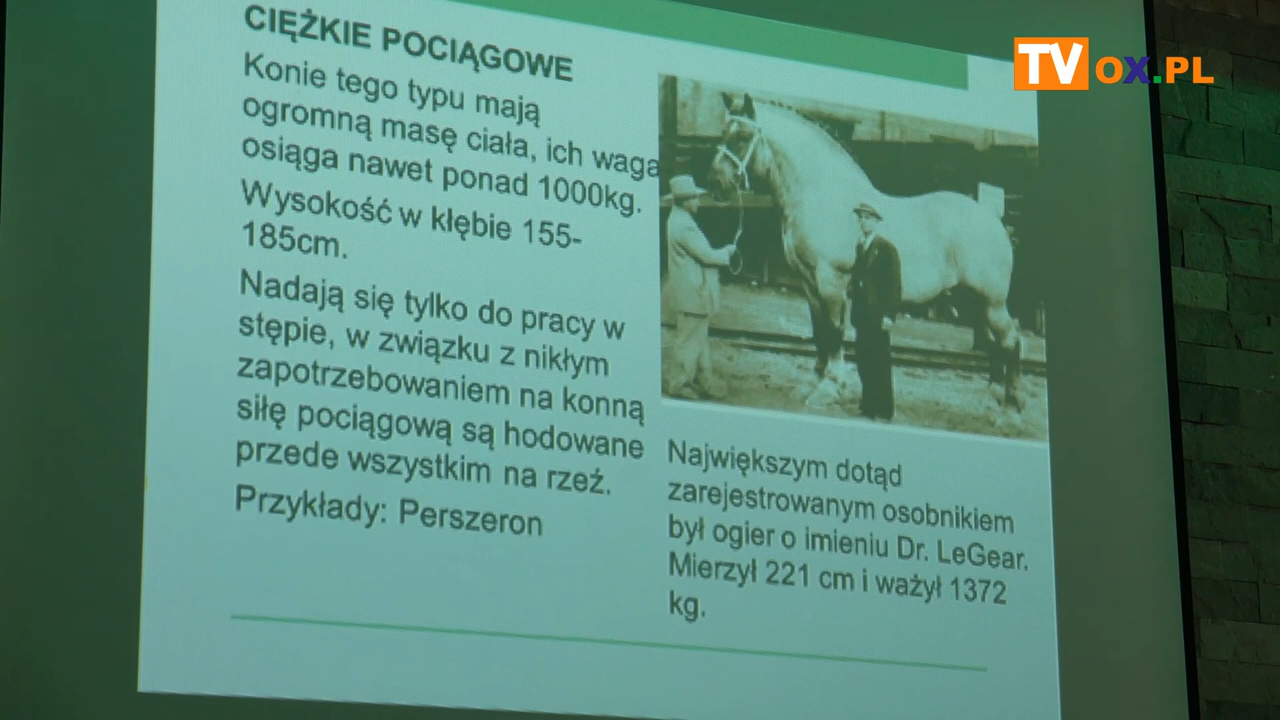 CIĘŻKIE POCIĄGOWE
Konie tego typu mają
ogromną masę ciała, ich waga
osiąga nawet ponad 1000kg.
Wysokość w kłębie 155-
185cm.
Nadają się tylko do pracy w
stępie, w związku z nikłym
zapotrzebowaniem na konną
siłę pociągową są hodowane
przede wszystkim na rzeź.
Przykłady: Perszeron
Największym dotąd
zarejestrowanym osobnikiem
był ogier o imieniu Dr. LeGear.
Mierzył 221 cm i ważył 1372
kg.
TVox.PL